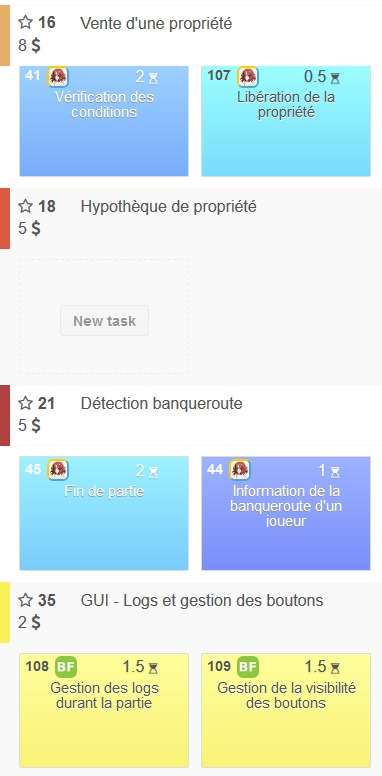 16 Vente d'une propriété
8 $
41 2
Vérification des
conditions
107 0.5
Libération de la
propriété
18 Hypothèque de propriété
5 $
New task
21 Détection banqueroute
5 $
45 2
Fin de partie
44 1
Information de la
banqueroute d'un
joueur
35 GUI - Logs et gestion des boutons
2 $
108 BF 1.5
Gestion des logs
durant la partie
109 BF 1.5
Gestion de la visibilité
des boutons